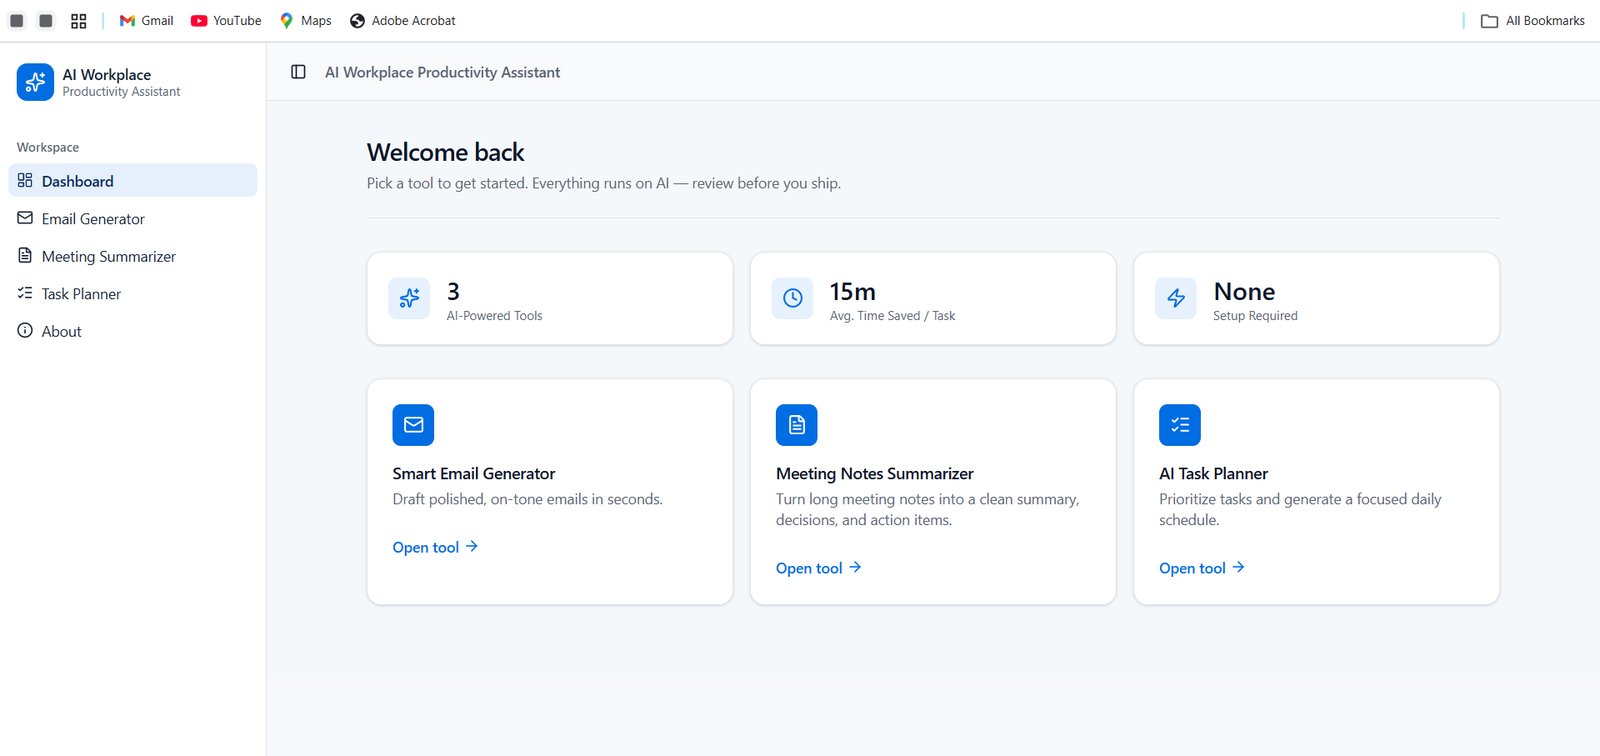 Gmail
YouTube
Maps
Adobe Acrobat
All Bookmarks
AI Workplace
Productivity Assistant
AI Workplace Productivity Assistant
Workspace
Dashboard
Email Generator
Meeting Summarizer
Task Planner
About
Welcome back
Pick a tool to get started. Everything runs on AI — review before you ship.
3
AI-Powered Tools
15m
Avg. Time Saved / Task
None
Setup Required
Smart Email Generator
Draft polished, on-tone emails in seconds.
Open tool →
Meeting Notes Summarizer
Turn long meeting notes into a clean summary,
decisions, and action items.
Open tool →
AI Task Planner
Prioritize tasks and generate a focused daily
schedule.
Open tool →